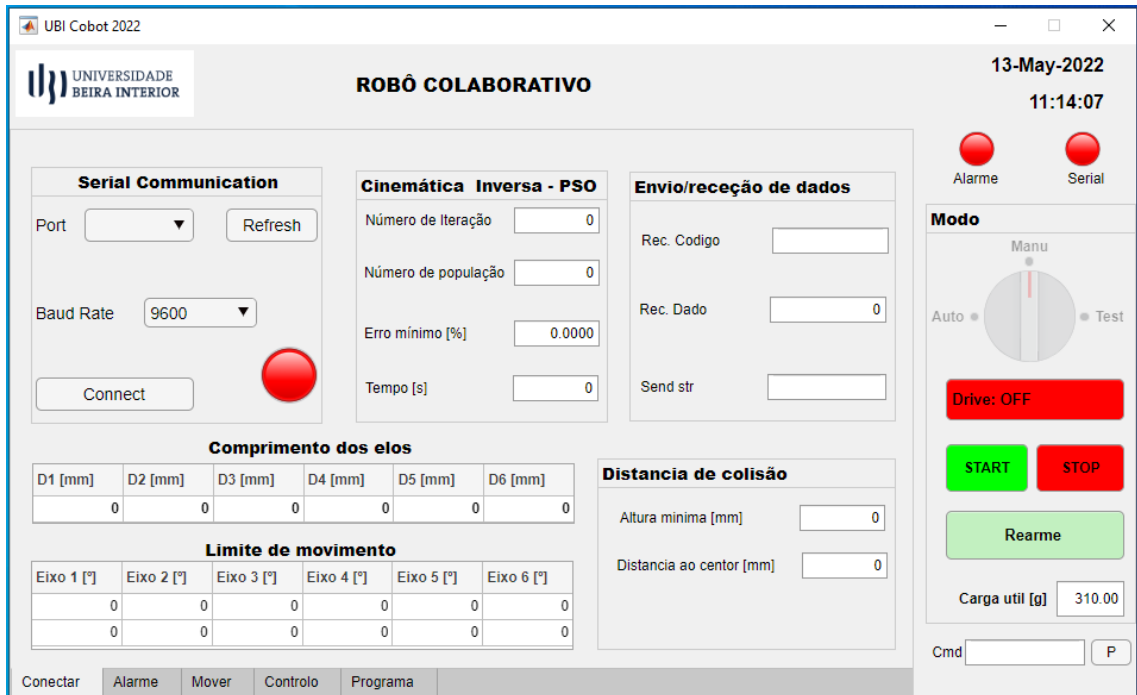 UBI Cobot 2022
UNIVERSIDADE
BEIRA INTERIOR
ROBÔ COLABORATIVO
13-May-2022
11:14:07
Alarme
Serial
Serial Communication
Port
Refresh
Baud Rate
9600
Connect
Cinemática Inversa - PSO
Número de Iteração
0
Número de população
0
Erro mínimo [%]
0.0000
Tempo [s]
0
Envio/receção de dados
Rec. Codigo
Rec. Dado
0
Send str
Modo
Manu
Auto
Test
Drive: OFF
START
STOP
Rearme
Carga util [g]
310.00
Cmd
P
Comprimento dos elos
D1 [mm] D2 [mm] D3 [mm] D4 [mm] D5 [mm] D6 [mm]
0 0 0 0 0 0
Limite de movimento
Eixo 1 [º] Eixo 2 [º] Eixo 3 [º] Eixo 4 [º] Eixo 5 [º] Eixo 6 [º]
0 0 0 0 0 0
0 0 0 0 0 0
Distancia de colisão
Altura minima [mm]
0
Distancia ao centor [mm]
0
Conectar Alarme Mover Controlo Programa